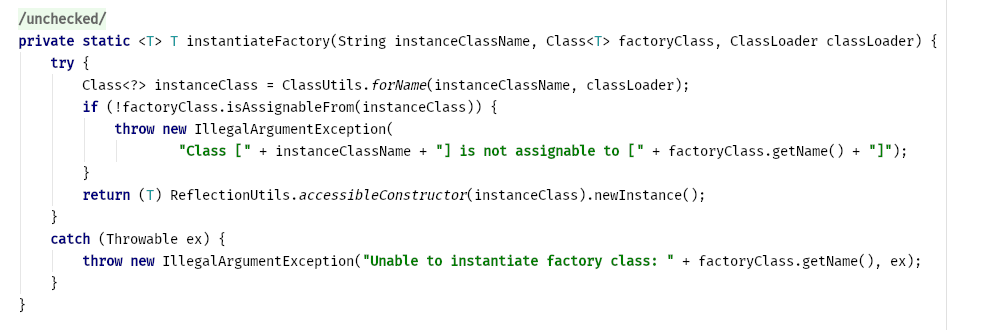 /unchecked/
private static <T> T instantiateFactory(String instanceClassName, Class<T> factoryClass, ClassLoader classLoader) {
    try {
        Class<?> instanceClass = ClassUtils.forName(instanceClassName, classLoader);
        if (!factoryClass.isAssignableFrom(instanceClass)) {
            throw new IllegalArgumentException(
                    "Class [" + instanceClassName + "] is not assignable to [" + factoryClass.getName() + "]");
        }
        return (T) ReflectionUtils.accessibleConstructor(instanceClass).newInstance();
    }
    catch (Throwable ex) {
        throw new IllegalArgumentException("Unable to instantiate factory class: " + factoryClass.getName(), ex);
    }
}